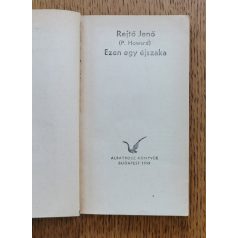 Rejtő Jenő
(P. Howard)
Ezen egy éjszaka
ALBATROSZ KÖNYVEK
BUDAPEST